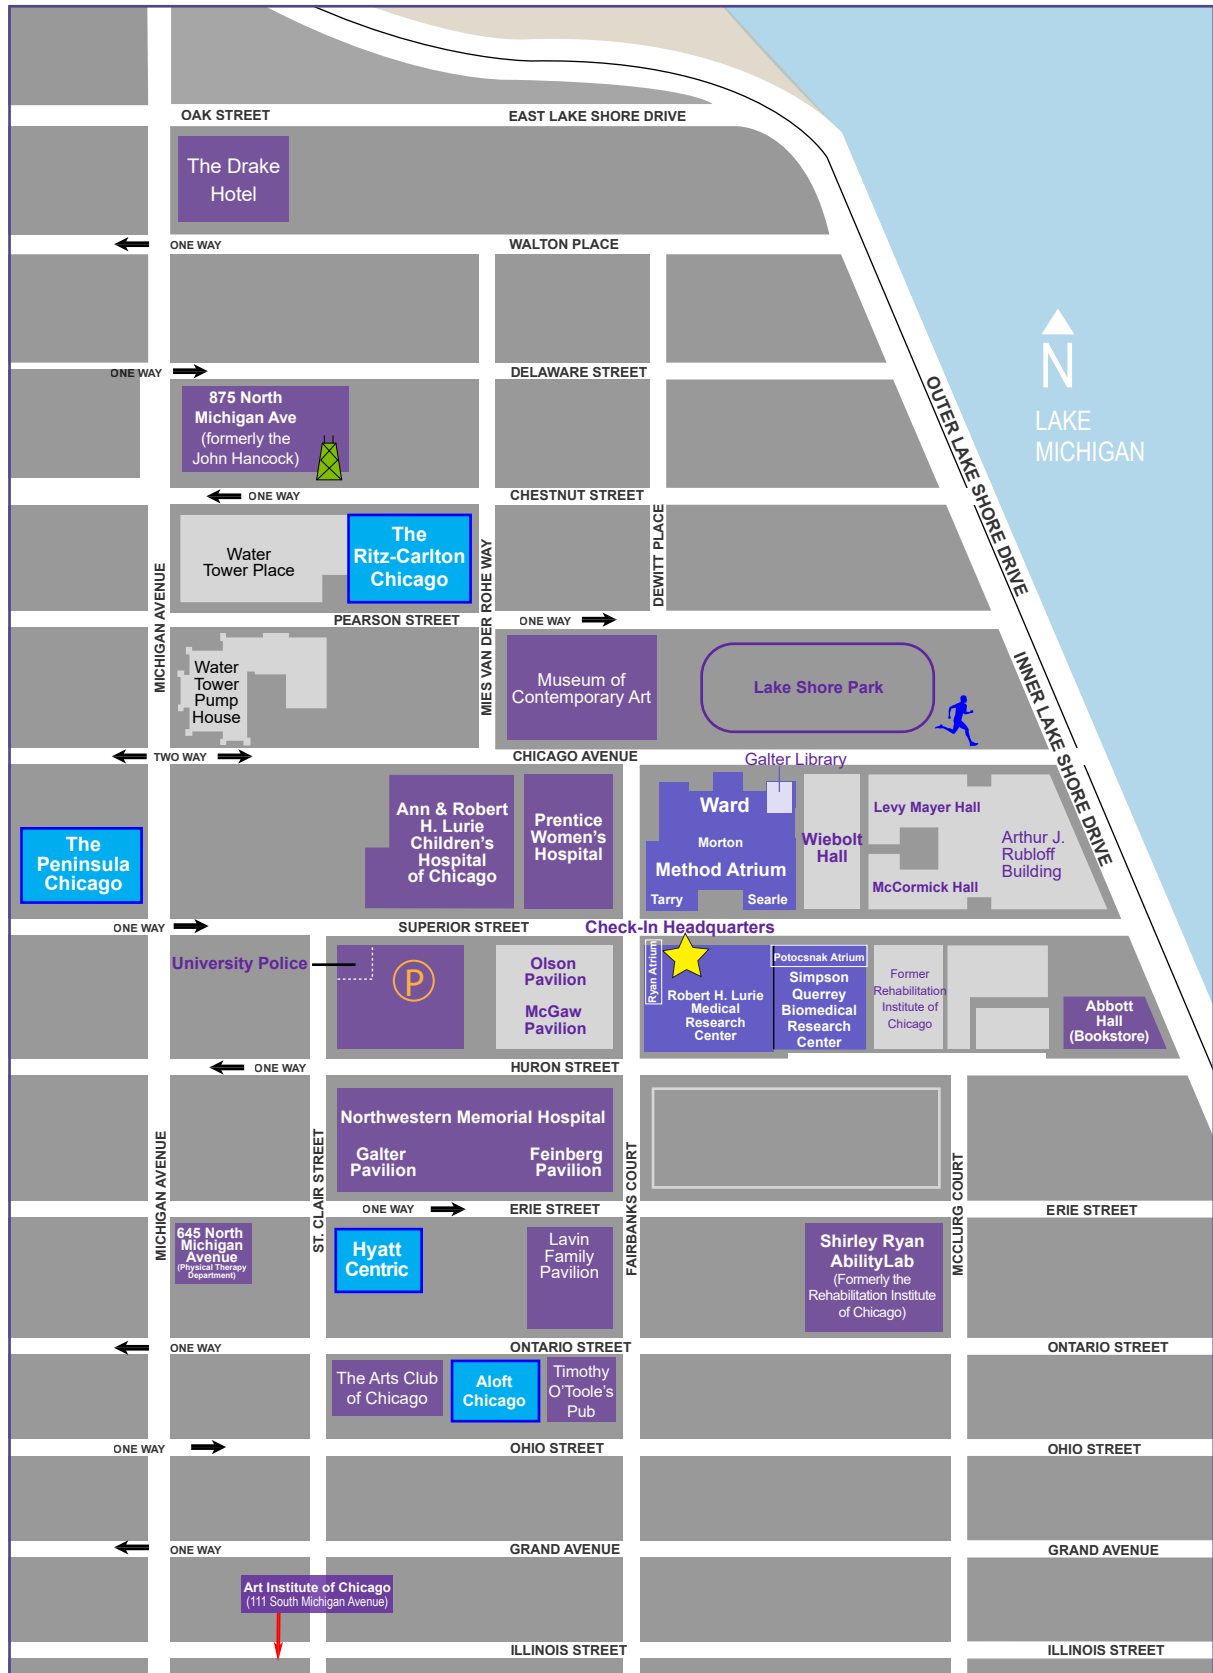 OAK STREET
EAST LAKE SHORE DRIVE
The Drake
Hotel
ONE WAY
WALTON PLACE
N
LAKE
MICHIGAN
ONE WAY
DELAWARE STREET
OUTER LAKE SHORE DRIVE
875 North
Michigan Ave
(formerly the
John Hancock)
ONE WAY
CHESTNUT STREET
Water
Tower Place
The
Ritz-Carlton
Chicago
MICHIGAN AVENUE
MIES VAN DER ROHE WAY
DEWITT PLACE
PEARSON STREET
ONE WAY
Water
Tower
Pump
House
Museum of
Contemporary Art
Lake Shore Park
INNER LAKE SHORE DRIVE
TWO WAY
CHICAGO AVENUE
Galter Library
The
Peninsula
Chicago
Ann & Robert
H. Lurie
Children's
Hospital
of Chicago
Prentice
Women's
Hospital
Ward
Morton
Method Atrium
Tarry
Searle
Wiebolt
Hall
Levy Mayer Hall
McCormick Hall
Arthur J.
Rubloff
Building
ONE WAY
SUPERIOR STREET
Check-In Headquarters
University Police
P
Olson
Pavilion
McGaw
Pavilion
Ryan Atrium
Robert H. Lurie
Medical
Research
Center
Potocsnak Atrium
Simpson
Querrey
Biomedical
Research
Center
Former
Rehabilitation
Institute of
Chicago
Abbott
Hall
(Bookstore)
ONE WAY
HURON STREET
Northwestern Memorial Hospital
Galter
Pavilion
Feinberg
Pavilion
MICHIGAN AVENUE
ST. CLAIR STREET
FAIRBANKS COURT
MCCLURG COURT
ONE WAY
ERIE STREET
ERIE STREET
645 North
Michigan
Avenue
(Physical Therapy
Department)
Hyatt
Centric
Lavin
Family
Pavilion
Shirley Ryan
AbilityLab
(Formerly the
Rehabilitation Institute
of Chicago)
ONE WAY
ONTARIO STREET
ONTARIO STREET
The Arts Club
of Chicago
Aloft
Chicago
Timothy
O'Toole's
Pub
ONE WAY
OHIO STREET
OHIO STREET
ONE WAY
GRAND AVENUE
GRAND AVENUE
Art Institute of Chicago
(111 South Michigan Avenue)
ILLINOIS STREET
ILLINOIS STREET